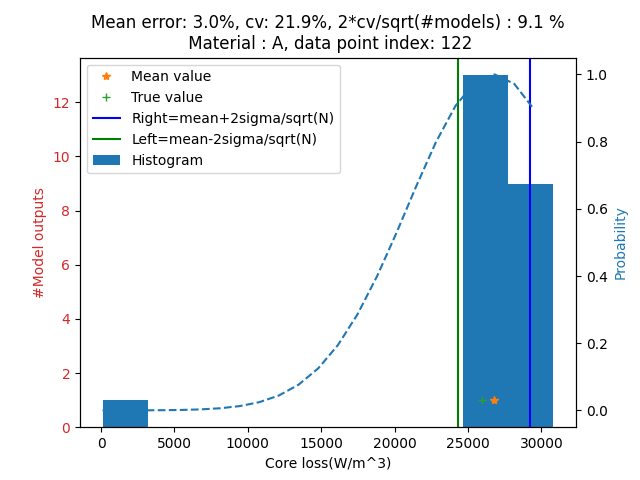 Mean error: 3.0%, cv: 21.9%, 2*cv/sqrt(#models) : 9.1 %
Material : A, data point index: 122
Mean value
True value
Right=mean+2sigma/sqrt(N)
Left=mean-2sigma/sqrt(N)
Histogram
#Model outputs
0
2
4
6
8
10
12
0
5000
10000
15000
20000
25000
30000
Core loss(W/m^3)
0.0
0.2
0.4
0.6
0.8
1.0
Probability